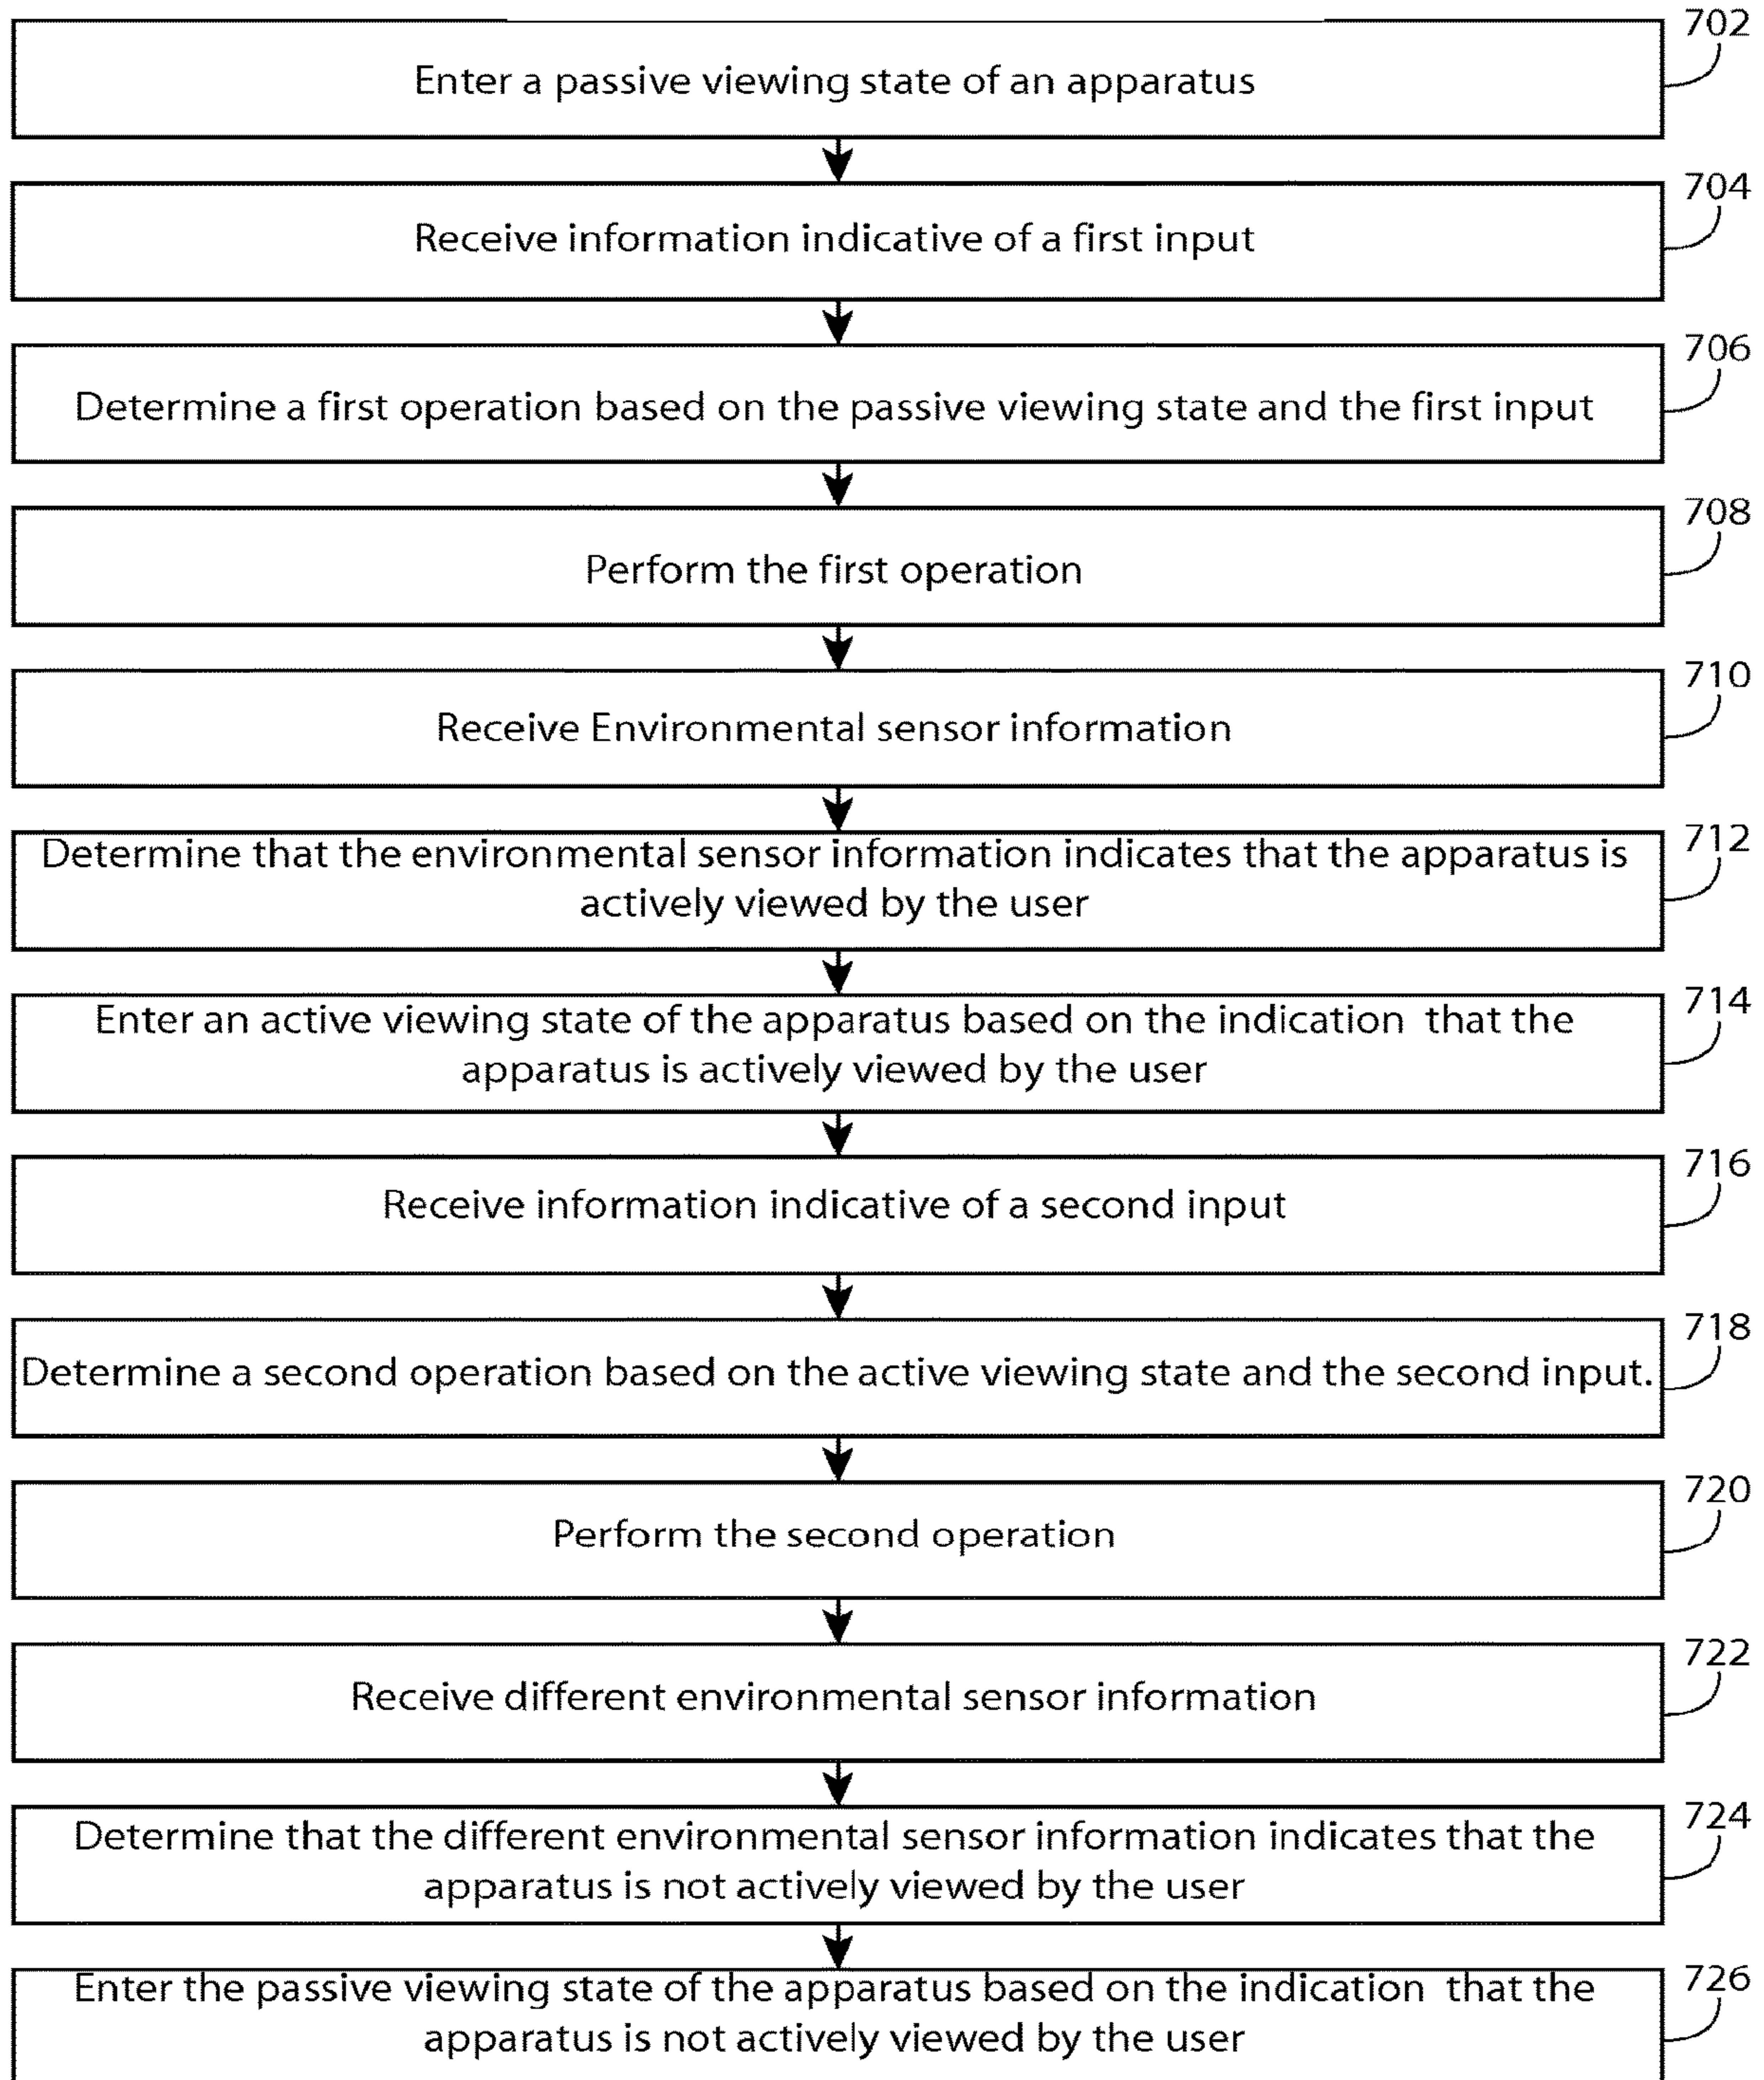 702
Enter a passive viewing state of an apparatus
704
Receive information indicative of a first input
706
Determine a first operation based on the passive viewing state and the first input
708
Perform the first operation
710
Receive Environmental sensor information
712
Determine that the environmental sensor information indicates that the apparatus is
actively viewed by the user
714
Enter an active viewing state of the apparatus based on the indication that the
apparatus is actively viewed by the user
716
Receive information indicative of a second input
718
Determine a second operation based on the active viewing state and the second input.
720
Perform the second operation
722
Receive different environmental sensor information
724
Determine that the different environmental sensor information indicates that the
apparatus is not actively viewed by the user
726
Enter the passive viewing state of the apparatus based on the indication that the
apparatus is not actively viewed by the user